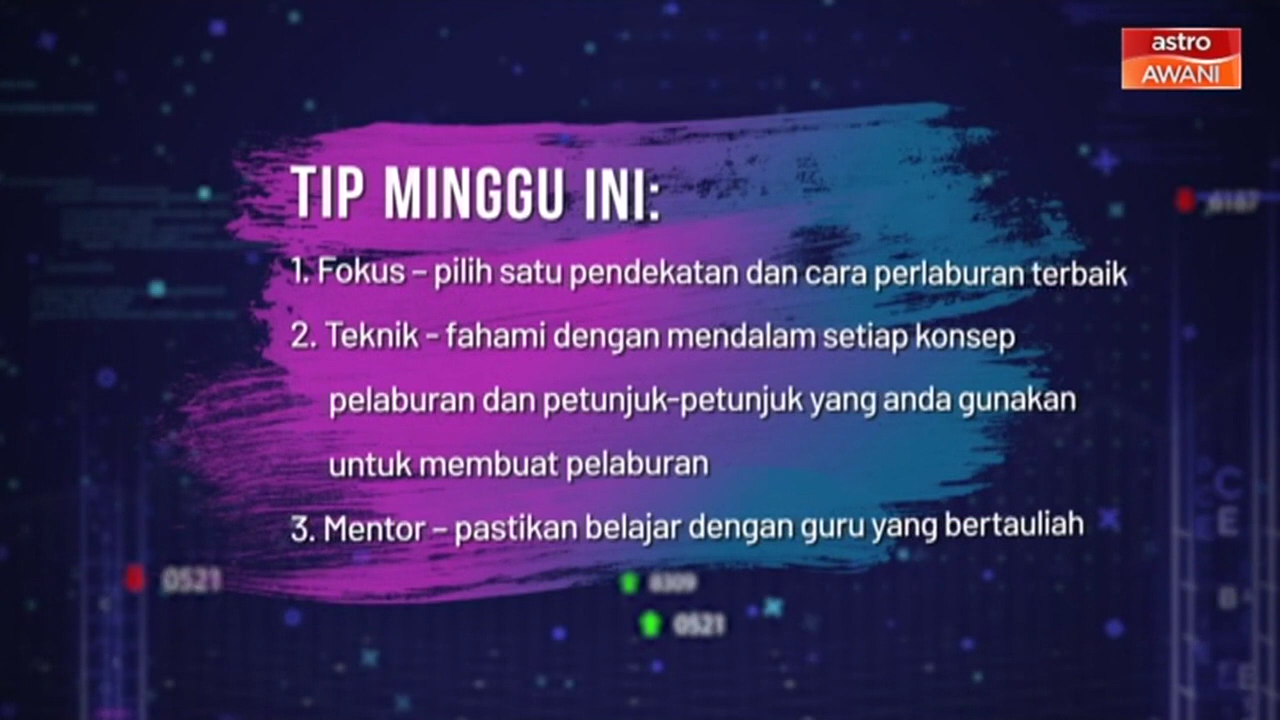 astro
AWANI
TIP MINGGU INI:
1. Fokus – pilih satu pendekatan dan cara perlaburan terbaik
2. Teknik - fahami dengan mendalam setiap konsep
pelaburan dan petunjuk-petunjuk yang anda gunakan
untuk membuat pelaburan
3. Mentor – pastikan belajar dengan guru yang bertauliah
0521
0521